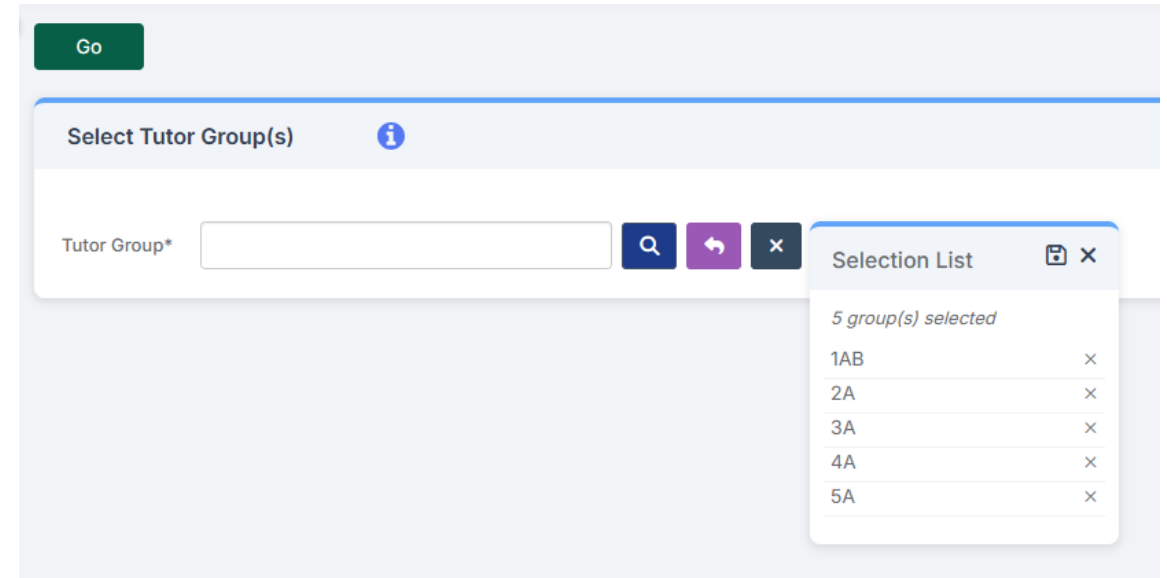 Go
Select Tutor Group(s)
Tutor Group*
Selection List
5 group(s) selected
1AB
2A
3A
4A
5A